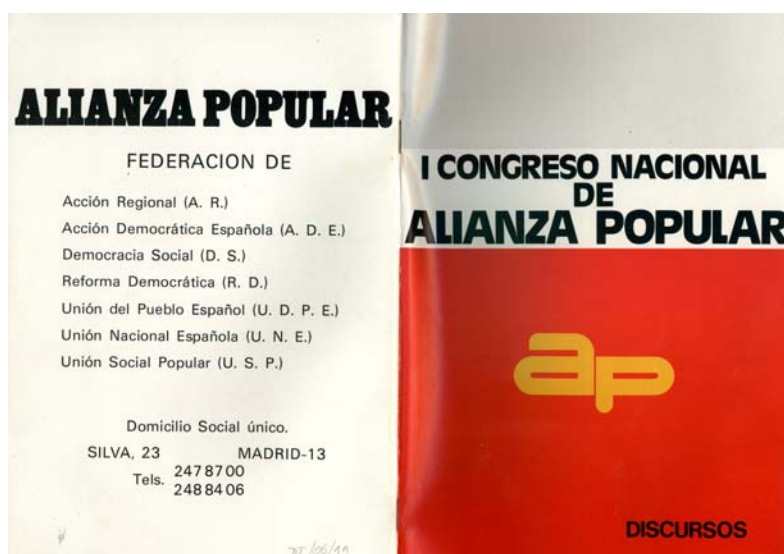 ALIANZA POPULAR
FEDERACION DE
Acción Regional (A. R.)
Acción Democrática Española (A. D. E.)
Democracia Social (D. S.)
Reforma Democrática (R. D.)
Unión del Pueblo Español (U. D. P. E.)
Unión Nacional Española (U. N. E.)
Unión Social Popular (U. S. P.)
Domicilio Social único.
SILVA, 23 MADRID-13
Tels. 247 87 00
248 84 06
I CONGRESO NACIONAL
DE
ALIANZA POPULAR
ap
DISCURSOS